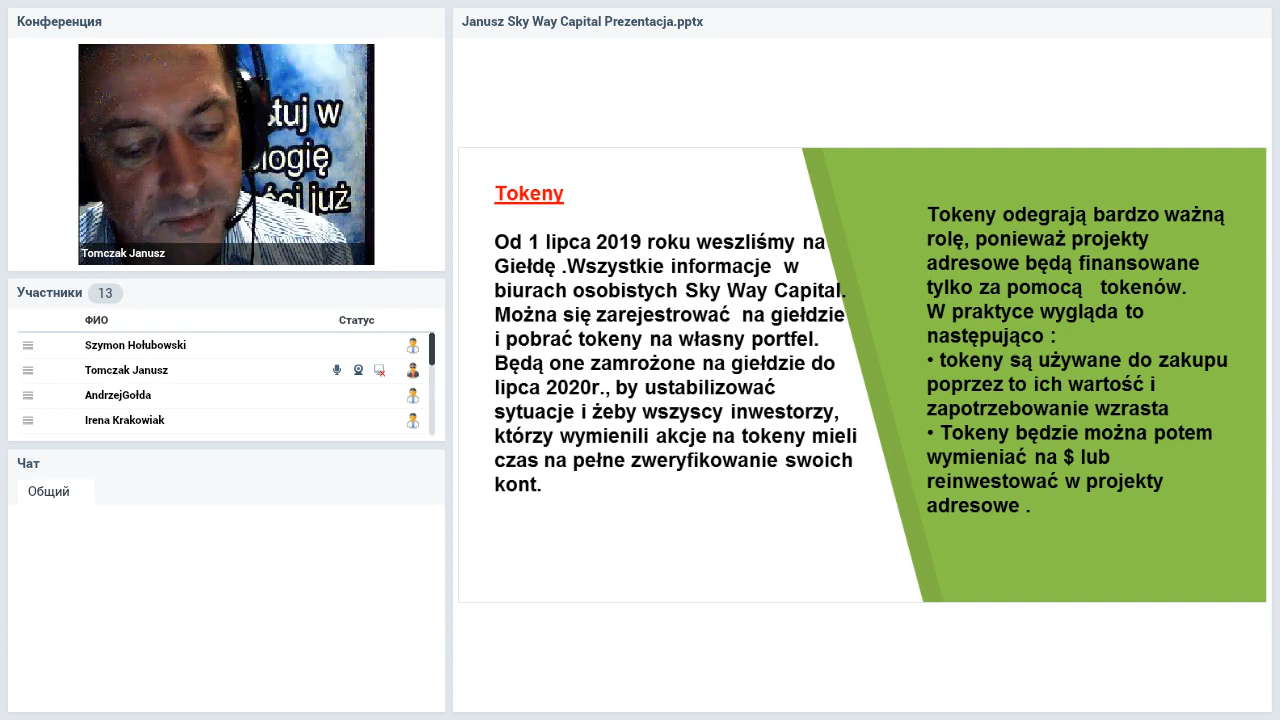 Конференция
tuj w
logię
ści już
Tomczak Janusz
Участники 13
ФИО Статус
Szymon Hołubowski
Tomczak Janusz
AndrzejGołda
Irena Krakowiak
Чат
Общий
Janusz Sky Way Capital Prezentacja.pptx
Tokeny
Od 1 lipca 2019 roku weszliśmy na
Giełdę .Wszystkie informacje w
biurach osobistych Sky Way Capital.
Można się zarejestrować na giełdzie
i pobrać tokeny na własny portfel.
Będą one zamrożone na giełdzie do
lipca 2020r., by ustabilizować
sytuacje i żeby wszyscy inwestorzy,
którzy wymienili akcje na tokeny mieli
czas na pełne zweryfikowanie swoich
kont.
Tokeny odegrają bardzo ważną
rolę, ponieważ projekty
adresowe będą finansowane
tylko za pomocą tokenów.
W praktyce wygląda to
następująco :
• tokeny są używane do zakupu
poprzez to ich wartość i
zapotrzebowanie wzrasta
• Tokeny będzie można potem
wymieniać na $ lub
reinwestować w projekty
adresowe .